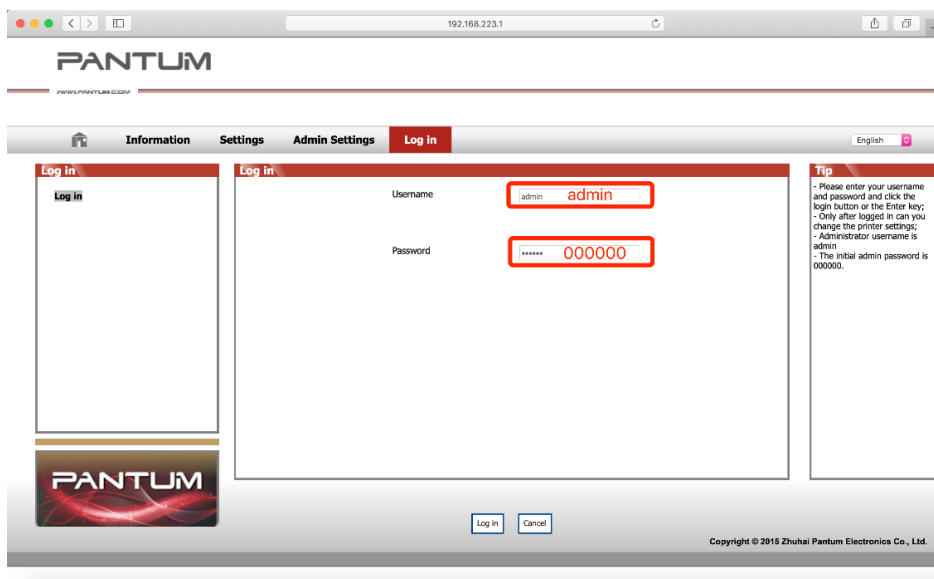 192.168.223.1
PANTUM
WWW.PANTUM.COM
Information Settings Admin Settings Log in English
Log in
Log in
Log in
Username admin admin
Password •••••• 000000
Tip
- Please enter your username
and password and click the
login button or the Enter key;
- Only after logged in can you
change the printer settings;
- Administrator username is
admin
- The initial admin password is
000000.
PANTUM
Log in Cancel
Copyright © 2015 Zhuhai Pantum Electronics Co., Ltd.